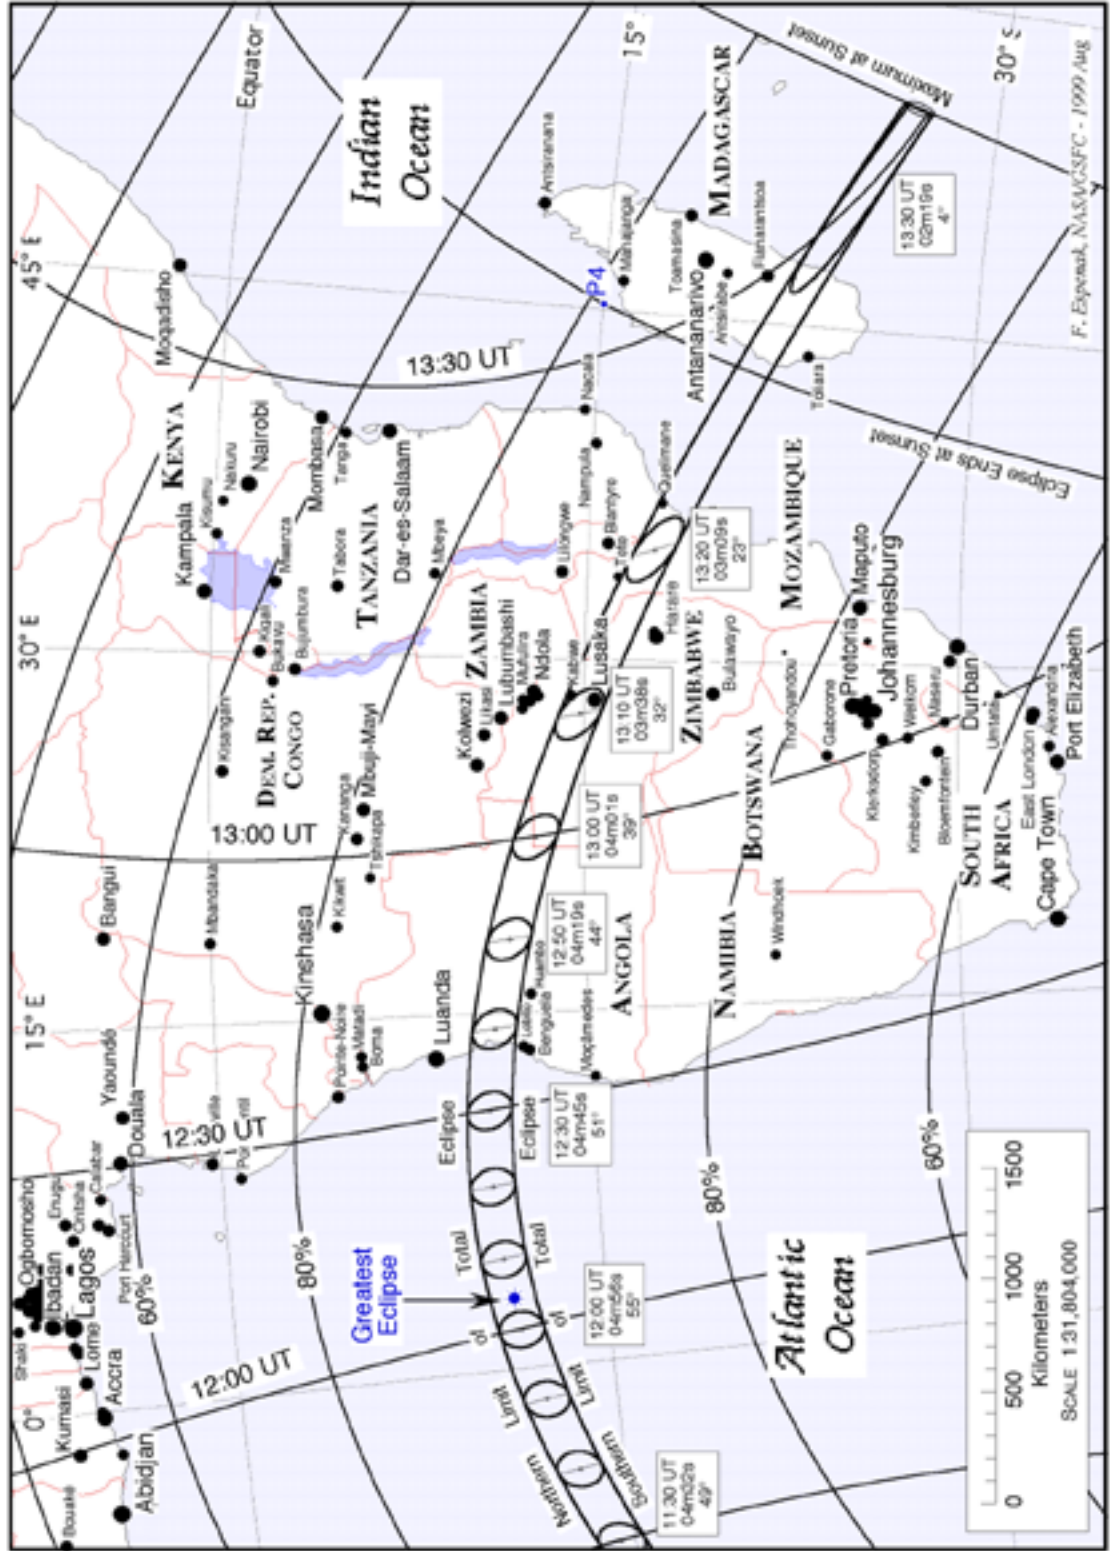 45° E
30° E
15° E
0°
Equator
15°
30° S
Indian
Ocean
Atlantic
Ocean
Mogadisho
KENYA
Kampala
Kisumu
Nakuru
Nairobi
Mombasa
Tanga
Dar-es-Salaam
TANZANIA
Tabora
Mwanza
Mbeya
Kigali
Bukavu
Bujumbura
Kisangani
DEM. REP.
CONGO
Mbuji-Mayi
Kananga
Tshikapa
Kikwit
Kinshasa
Mbandaka
Bangui
Pointe-Noire
Matadi
Boma
Luanda
Yaoundé
Douala
Calabar
Enugu
Onitsha
Port Harcourt
Ogbomosho
Ibadan
Lagos
Shaki
Lome
Accra
Kumasi
Abidjan
Bouaké
Kolwezi
Likasi
Lubumbashi
Mufulira
Ndola
ZAMBIA
Kabwe
Lusaka
Lilongwe
Tete
Blantyre
Nampula
Nacala
Quelimane
Harare
ZIMBABWE
Bulawayo
MOZAMBIQUE
Maputo
Pretoria
Johannesburg
Thohoyandou
Gaborone
Klerksdorp
Welkom
Maseru
Kimberley
Bloemfontein
Durban
Umtata
East London
Alexandria
Port Elizabeth
Cape Town
SOUTH
AFRICA
BOTSWANA
NAMIBIA
Windhoek
ANGOLA
Huambo
Lobito
Benguela
Moçâmedes
Antsiranana
Mahajanga
Toamasina
Antananarivo
Antsirabe
Fianarantsoa
Toliara
MADAGASCAR
P4
13:30 UT
13:00 UT
12:30 UT
12:00 UT
60%
80%
80%
60%
Greatest
Eclipse
Northern Limit of Total Eclipse
Southern Limit of Total Eclipse
Maximum at Sunset
Eclipse Ends at Sunset
11:30 UT
04m32s
49°
12:00 UT
04m56s
55°
12:30 UT
04m45s
51°
12:50 UT
04m19s
44°
13:00 UT
04m01s
39°
13:10 UT
03m38s
32°
13:20 UT
03m09s
23°
13:30 UT
02m19s
4°
0 500 1000 1500
Kilometers
SCALE 1:31,804,000
F. Espenak, NASA/GSFC - 1999 Aug